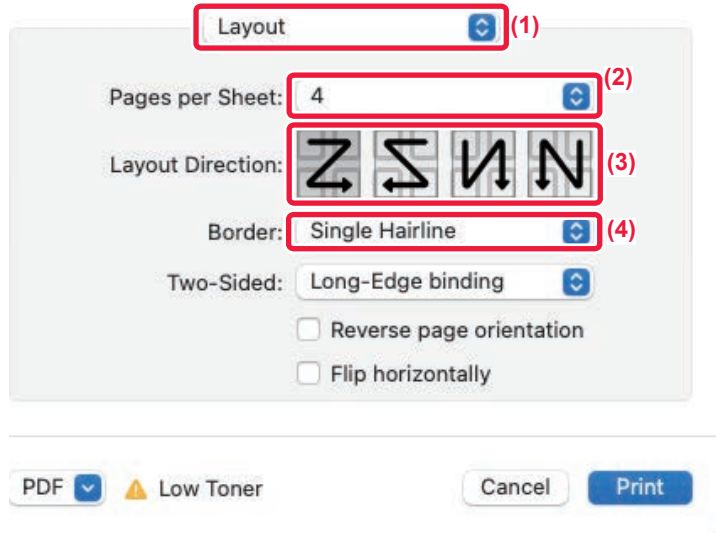 Layout (1)
Pages per Sheet: 4 (2)
Layout Direction: (3)
Border: Single Hairline (4)
Two-Sided: Long-Edge binding
Reverse page orientation
Flip horizontally
PDF Low Toner Cancel Print